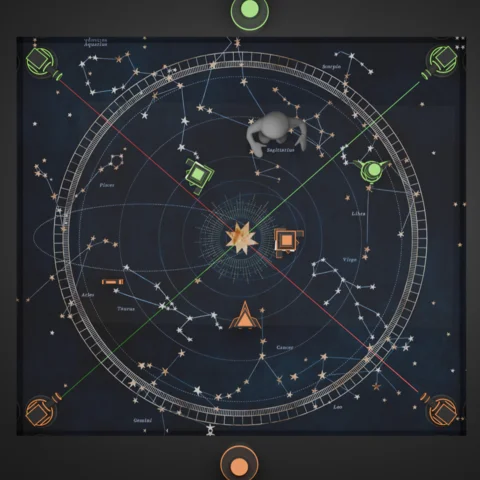 Aquarius
Scorpio
Sagittarius
Pisces
Libra
Virgo
Aries
Taurus
Cancer
Leo
Gemini